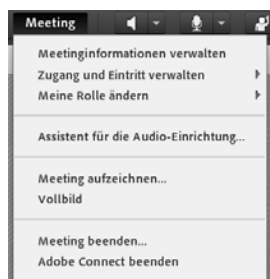 Meeting
Meetinginformationen verwalten
Zugang und Eintritt verwalten
Meine Rolle ändern
Assistent für die Audio-Einrichtung...
Meeting aufzeichnen...
Vollbild
Meeting beenden...
Adobe Connect beenden